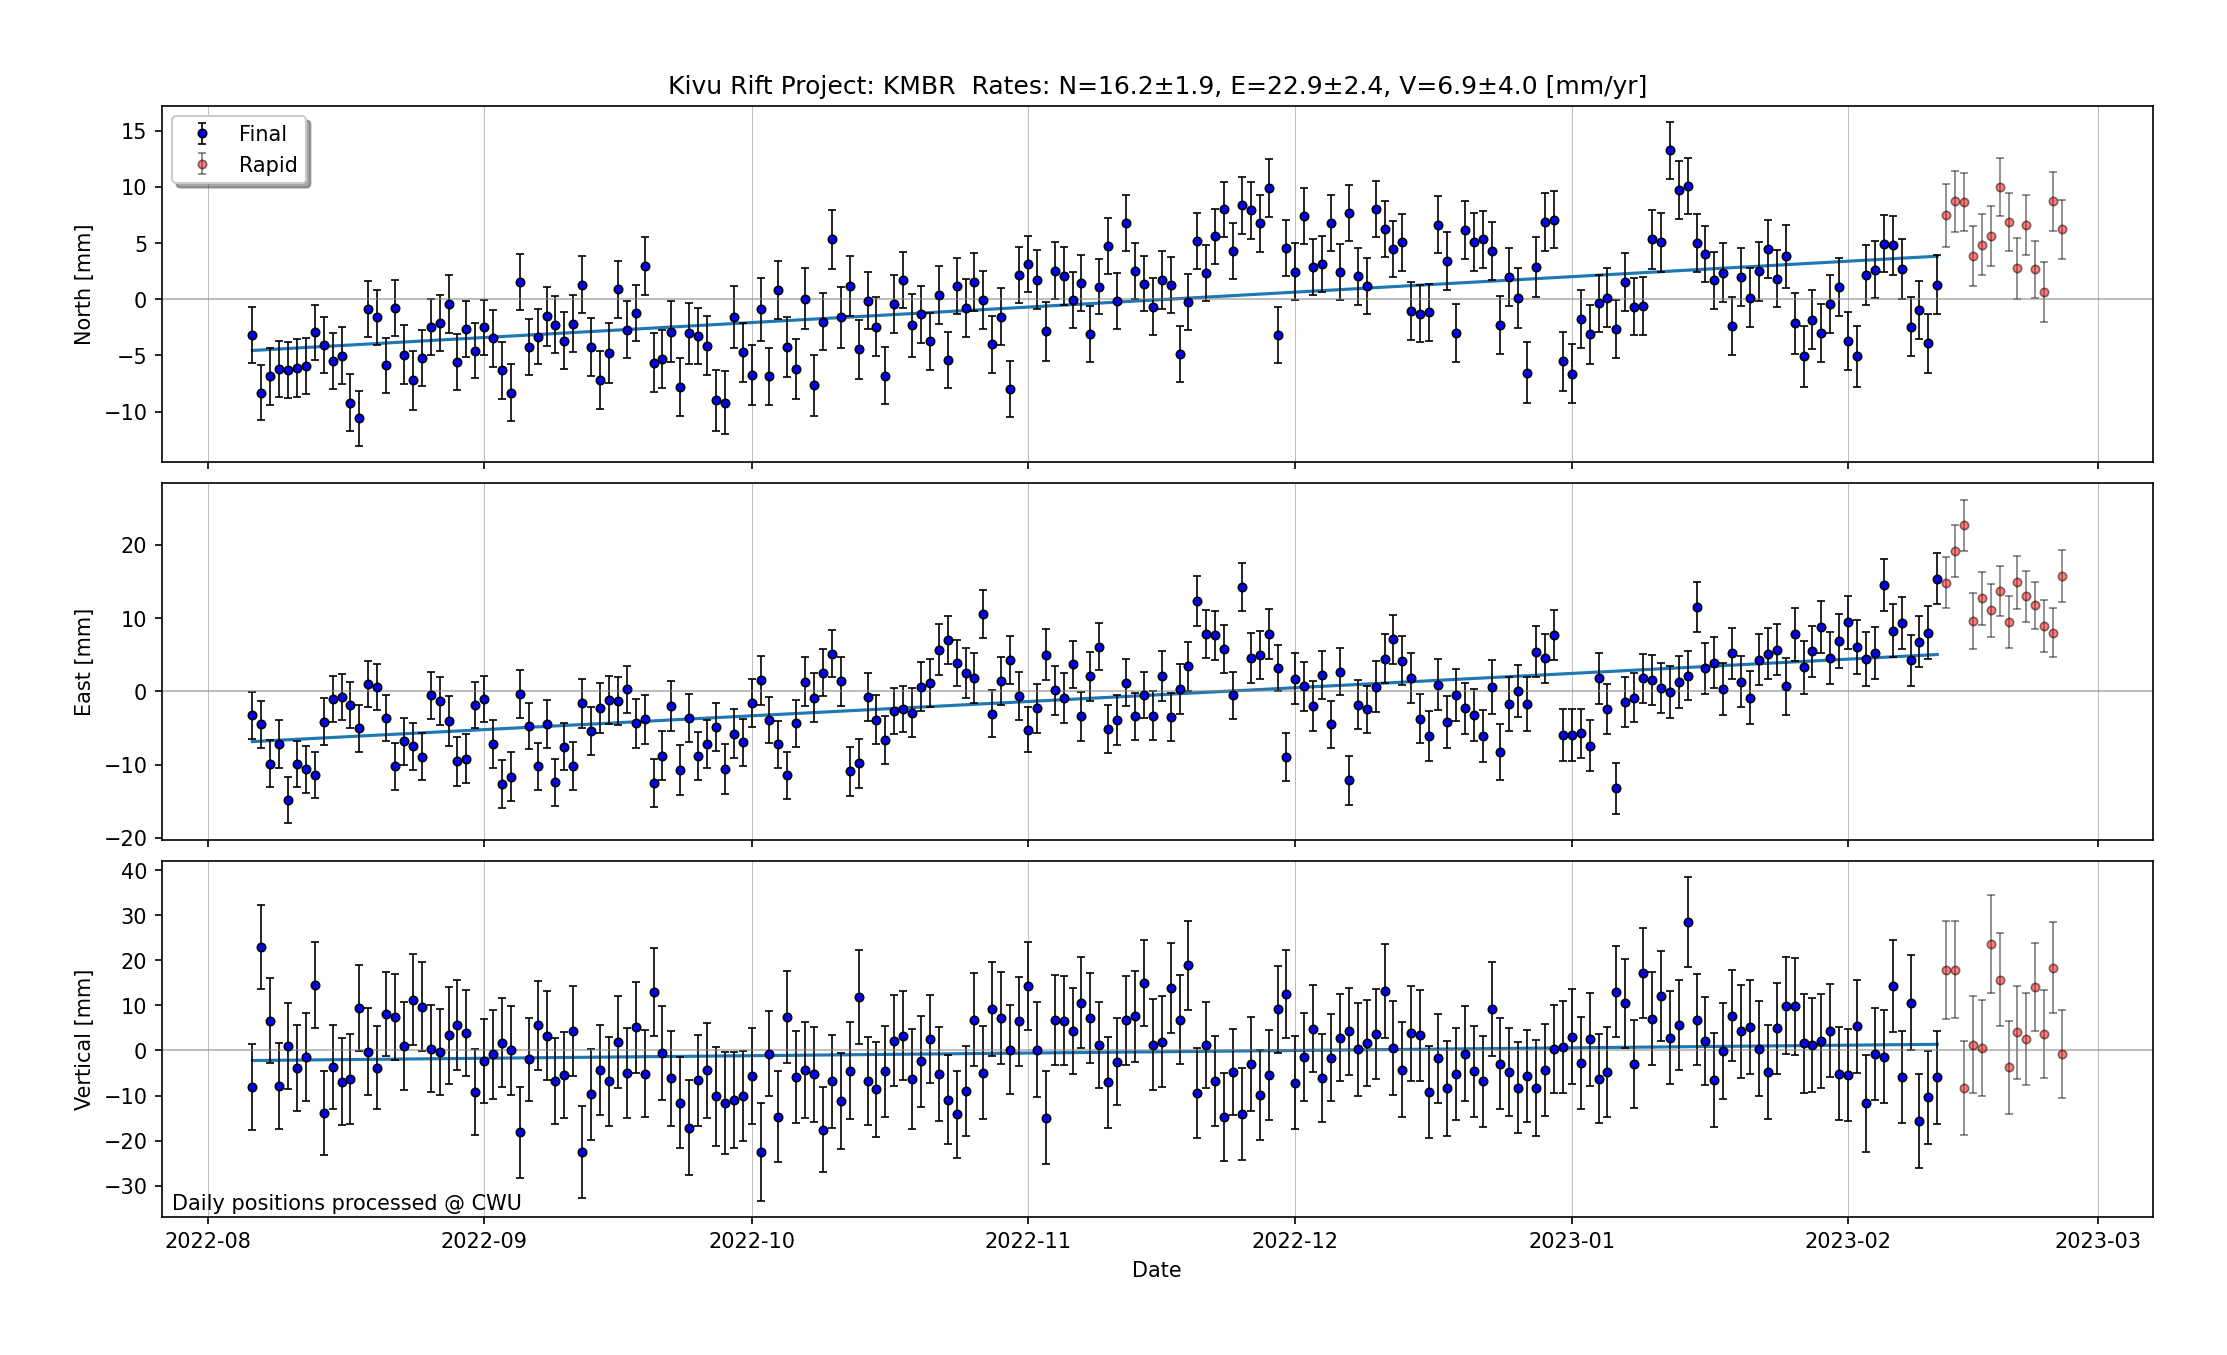 Kivu Rift Project: KMBR  Rates: N=16.2±1.9, E=22.9±2.4, V=6.9±4.0 [mm/yr]
Final
Rapid
North [mm]
15
10
5
0
−5
−10
East [mm]
20
10
0
−10
−20
Vertical [mm]
40
30
20
10
0
−10
−20
−30
Daily positions processed @ CWU
2022-08 2022-09 2022-10 2022-11 2022-12 2023-01 2023-02 2023-03
Date